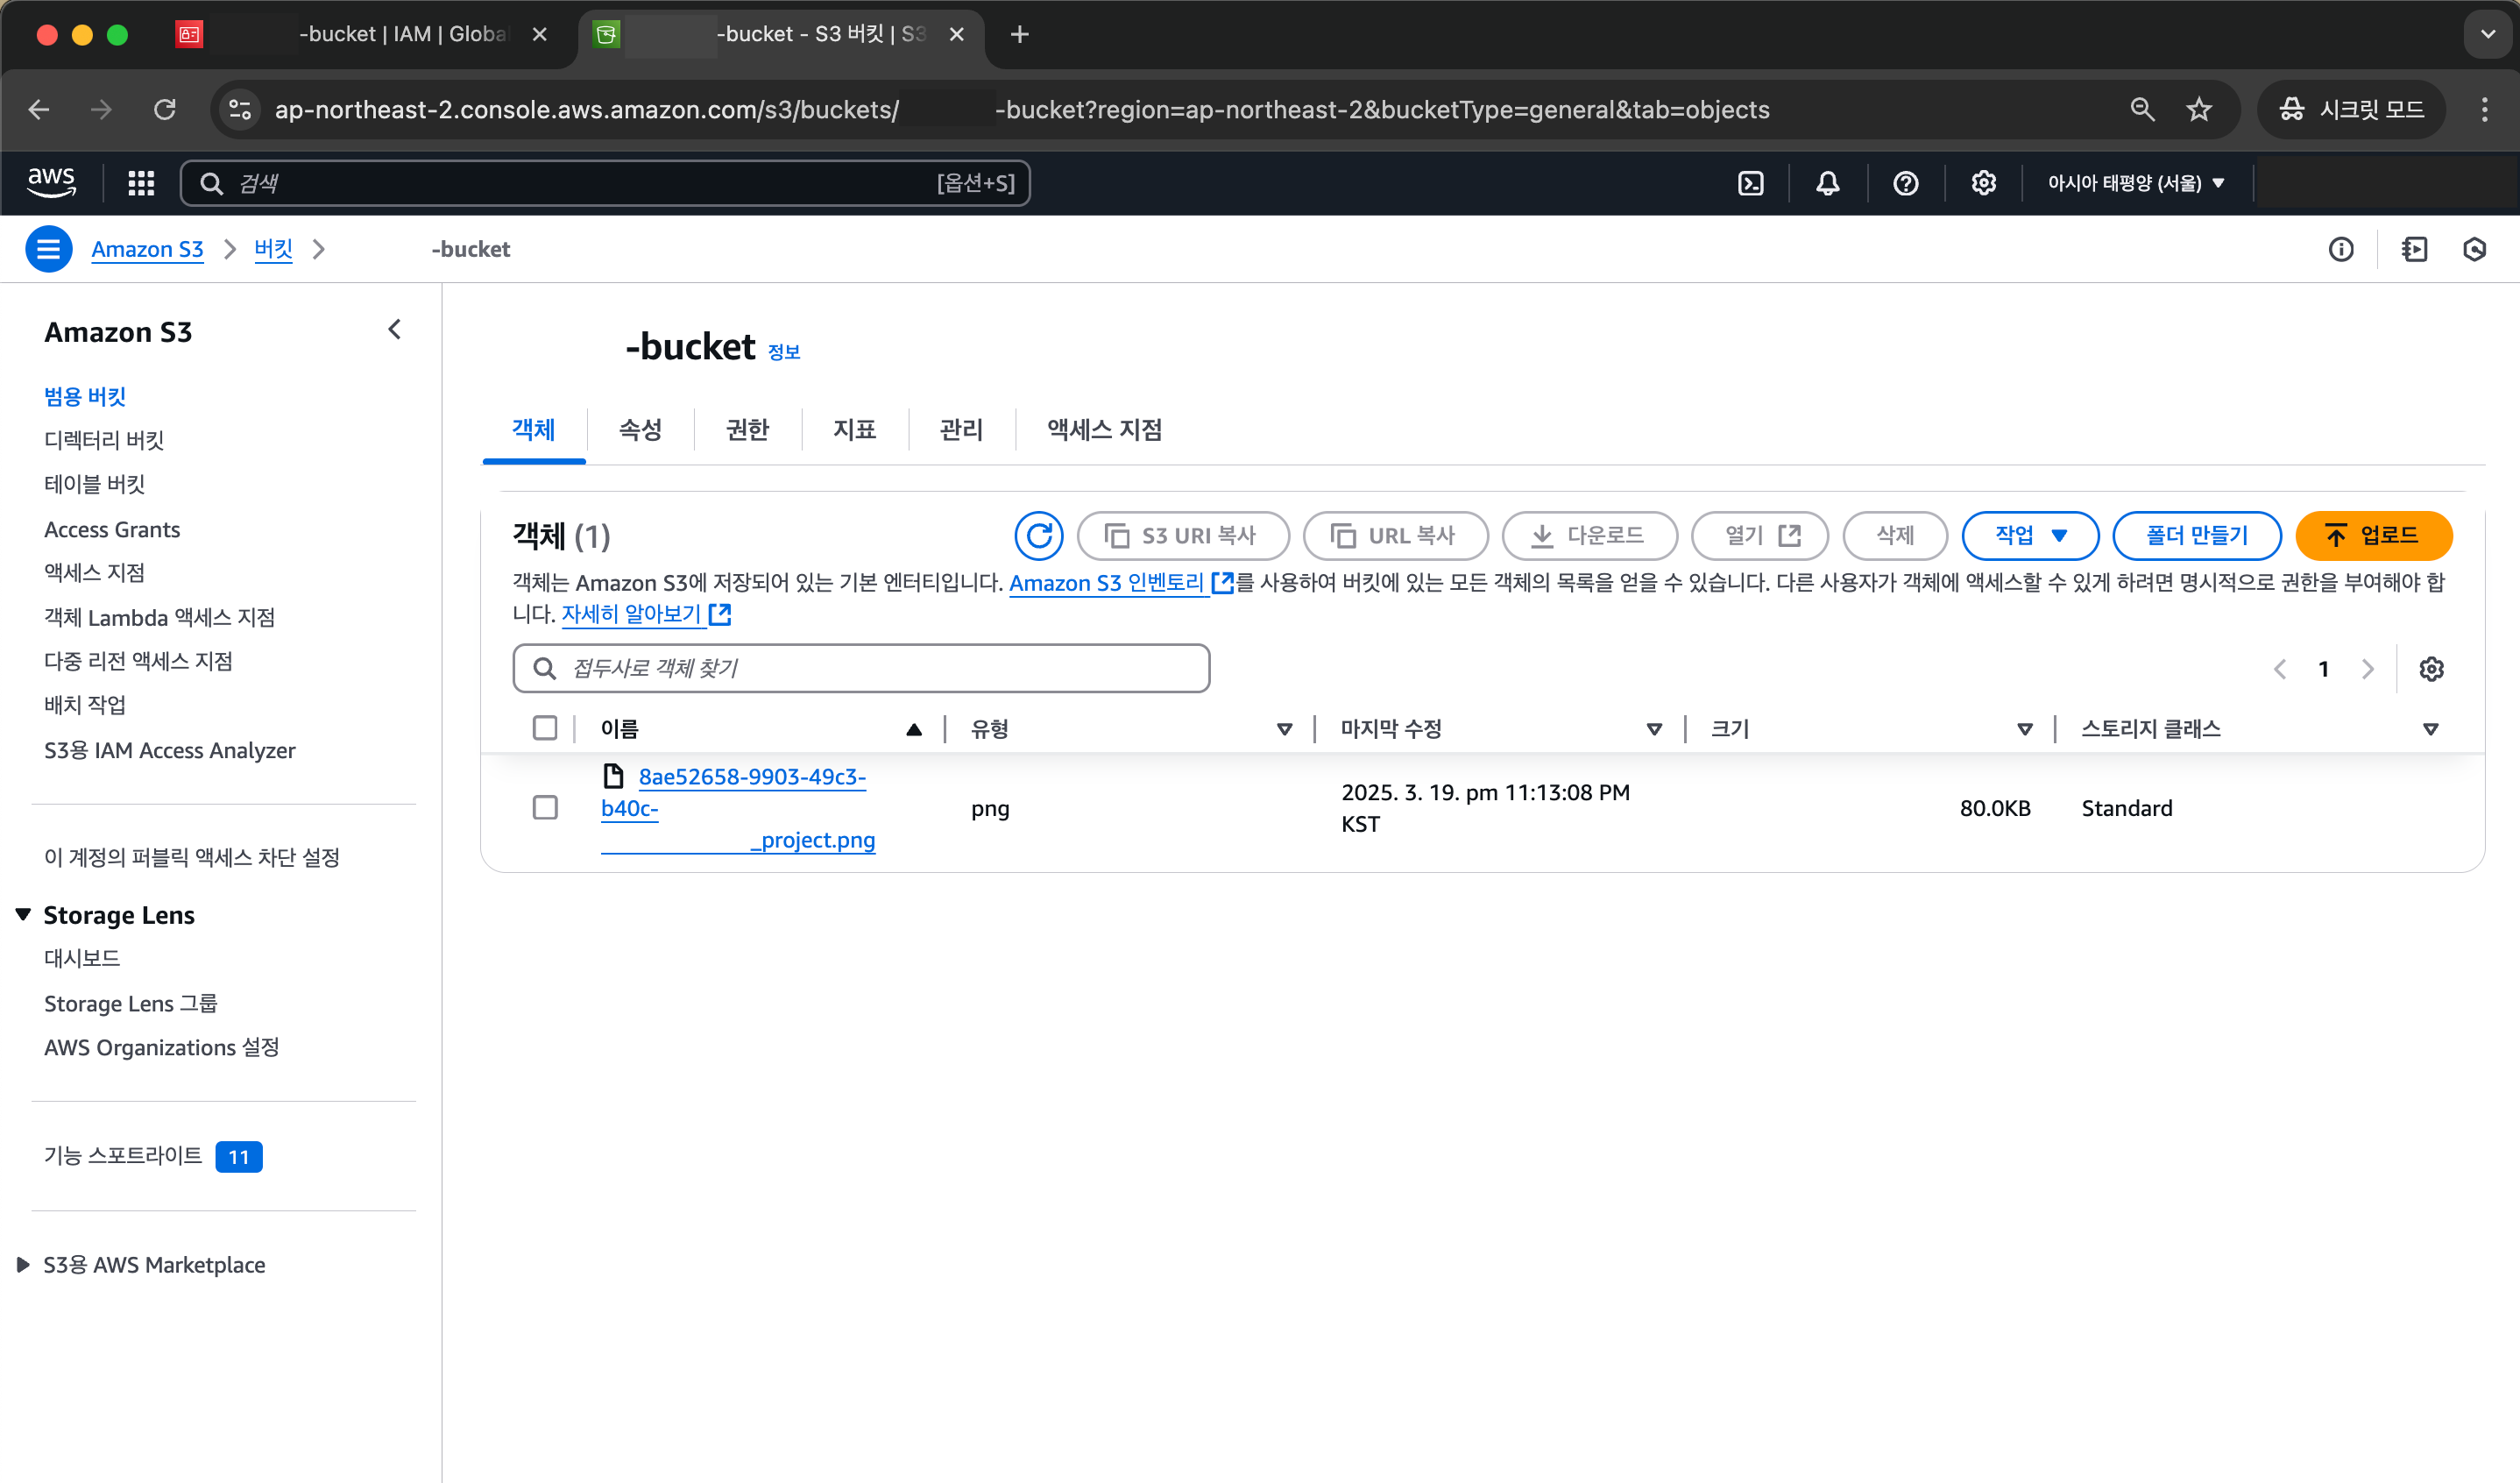 -bucket | IAM | Globa
-bucket - S3 버킷 | S3
ap-northeast-2.console.aws.amazon.com/s3/buckets/ -bucket?region=ap-northeast-2&bucketType=general&tab=objects
시크릿 모드
aws
검색
[옵션+S]
아시아 태평양 (서울)
Amazon S3
버킷
-bucket
Amazon S3
범용 버킷
디렉터리 버킷
테이블 버킷
Access Grants
액세스 지점
객체 Lambda 액세스 지점
다중 리전 액세스 지점
배치 작업
S3용 IAM Access Analyzer
이 계정의 퍼블릭 액세스 차단 설정
Storage Lens
대시보드
Storage Lens 그룹
AWS Organizations 설정
기능 스포트라이트 11
S3용 AWS Marketplace
-bucket 정보
객체
속성
권한
지표
관리
액세스 지점
객체 (1)
S3 URI 복사
URL 복사
다운로드
열기
삭제
작업
폴더 만들기
업로드
객체는 Amazon S3에 저장되어 있는 기본 엔터티입니다. Amazon S3 인벤토리 를 사용하여 버킷에 있는 모든 객체의 목록을 얻을 수 있습니다. 다른 사용자가 객체에 액세스할 수 있게 하려면 명시적으로 권한을 부여해야 합
니다. 자세히 알아보기
접두사로 객체 찾기
1
이름
유형
마지막 수정
크기
스토리지 클래스
8ae52658-9903-49c3-
b40c-
_project.png
png
2025. 3. 19. pm 11:13:08 PM
KST
80.0KB
Standard